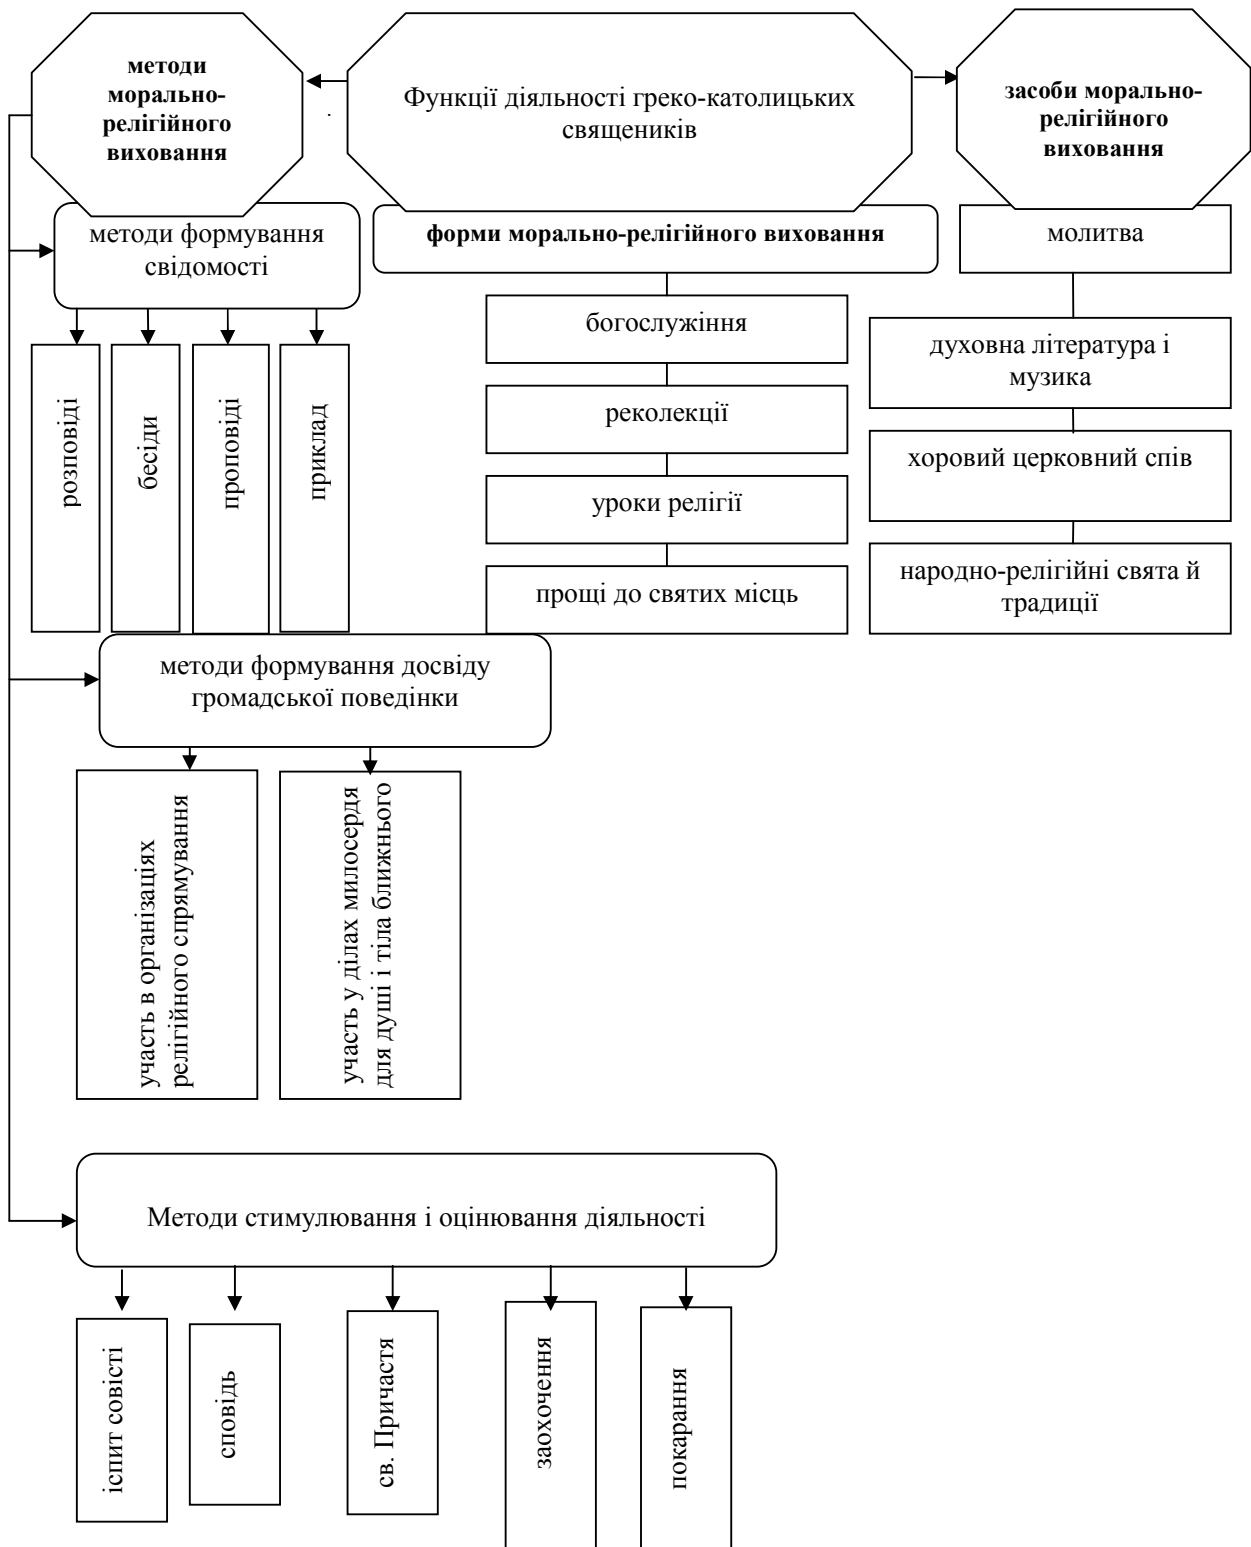 методи
морально-
релігійного
виховання
Функції діяльності греко-католицьких
священиків
засоби морально-
релігійного
виховання
методи формування
свідомості
форми морально-релігійного виховання
молитва
розповіді
бесіди
проповіді
приклад
богослужіння
реколекції
уроки релігії
прощі до святих місць
духовна література і
музика
хоровий церковний спів
народно-релігійні свята й
традиції
методи формування досвіду
громадської поведінки
участь в організаціях
релігійного спрямування
участь у ділах милосердя
для душі і тіла ближнього
Методи стимулювання і оцінювання діяльності
іспит совісті
сповідь
св. Причастя
заохочення
покарання